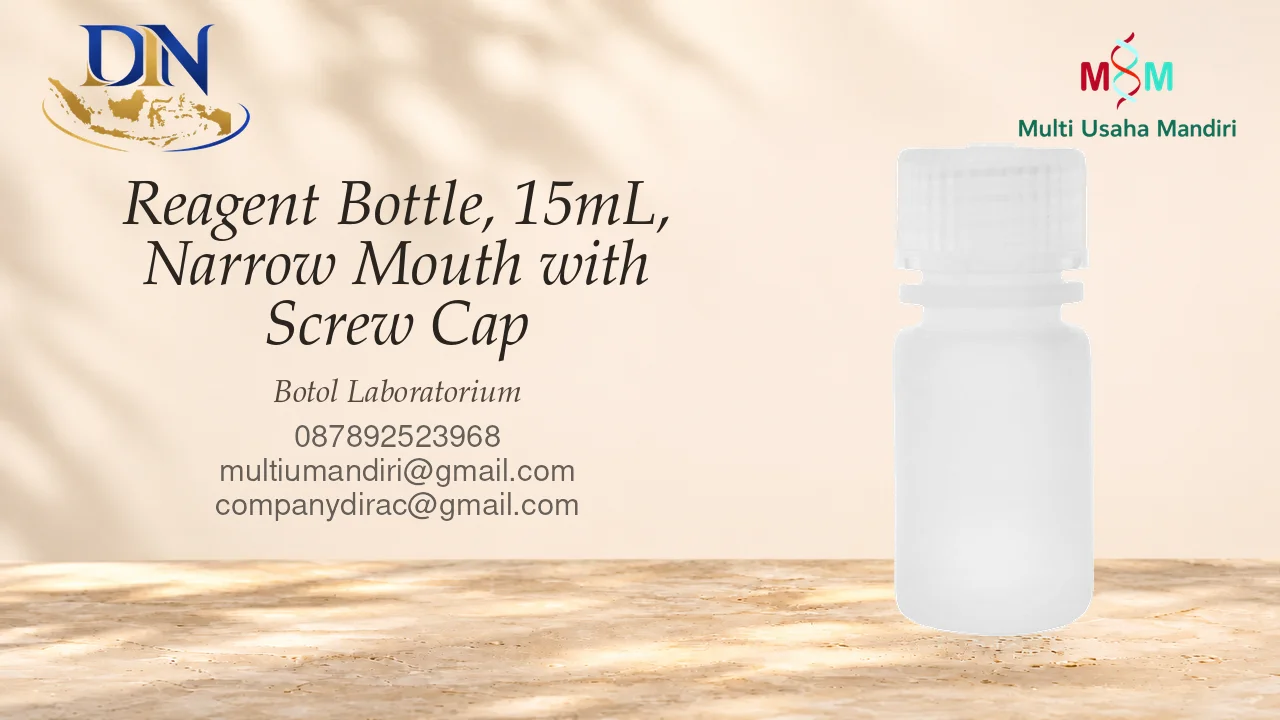 DIN
MSM
Multi Usaha Mandiri
Reagent Bottle, 15mL,
Narrow Mouth with
Screw Cap
Botol Laboratorium
087892523968
multiumandiri@gmail.com
companydirac@gmail.com